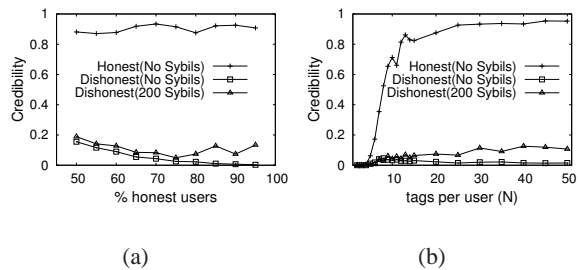 1
0.8
0.6
0.4
0.2
0
Credibility
Honest(No Sybils)
Dishonest(No Sybils)
Dishonest(200 Sybils)
50 60 70 80 90 100
% honest users
(a)
1
0.8
0.6
0.4
0.2
0
Credibility
Honest(No Sybils)
Dishonest(No Sybils)
Dishonest(200 Sybils)
10 20 30 40 50
tags per user (N)
(b)